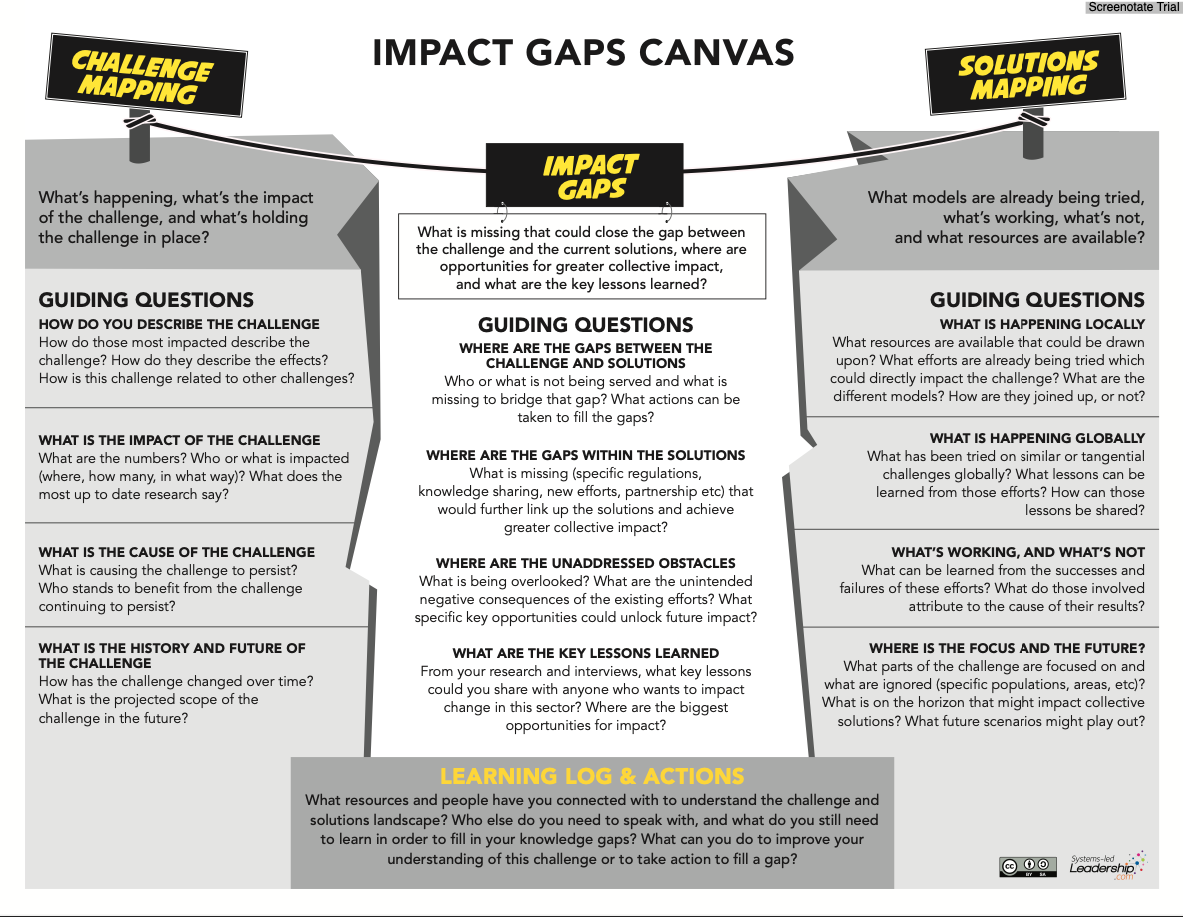 Screenotate Trial
IMPACT GAPS CANVAS
CHALLENGE
MAPPING
SOLUTIONS
MAPPING
IMPACT
GAPS
What's happening, what's the impact
of the challenge, and what's holding
the challenge in place?
GUIDING QUESTIONS
HOW DO YOU DESCRIBE THE CHALLENGE
How do those most impacted describe the
challenge? How do they describe the effects?
How is this challenge related to other challenges?
WHAT IS THE IMPACT OF THE CHALLENGE
What are the numbers? Who or what is impacted
(where, how many, in what way)? What does the
most up to date research say?
WHAT IS THE CAUSE OF THE CHALLENGE
What is causing the challenge to persist?
Who stands to benefit from the challenge
continuing to persist?
WHAT IS THE HISTORY AND FUTURE OF
THE CHALLENGE
How has the challenge changed over time?
What is the projected scope of the
challenge in the future?
What is missing that could close the gap between
the challenge and the current solutions, where are
opportunities for greater collective impact,
and what are the key lessons learned?
GUIDING QUESTIONS
WHERE ARE THE GAPS BETWEEN THE
CHALLENGE AND SOLUTIONS
Who or what is not being served and what is
missing to bridge that gap? What actions can be
taken to fill the gaps?
WHERE ARE THE GAPS WITHIN THE SOLUTIONS
What is missing (specific regulations,
knowledge sharing, new efforts, partnership etc) that
would further link up the solutions and achieve
greater collective impact?
WHERE ARE THE UNADDRESSED OBSTACLES
What is being overlooked? What are the unintended
negative consequences of the existing efforts? What
specific key opportunities could unlock future impact?
WHAT ARE THE KEY LESSONS LEARNED
From your research and interviews, what key lessons
could you share with anyone who wants to impact
change in this sector? Where are the biggest
opportunities for impact?
What models are already being tried,
what's working, what's not,
and what resources are available?
GUIDING QUESTIONS
WHAT IS HAPPENING LOCALLY
What resources are available that could be drawn
upon? What efforts are already being tried which
could directly impact the challenge? What are the
different models? How are they joined up, or not?
WHAT IS HAPPENING GLOBALLY
What has been tried on similar or tangential
challenges globally? What lessons can be
learned from those efforts? How can those
lessons be shared?
WHAT'S WORKING, AND WHAT'S NOT
What can be learned from the successes and
failures of these efforts? What do those involved
attribute to the cause of their results?
WHERE IS THE FOCUS AND THE FUTURE?
What parts of the challenge are focused on and
what are ignored (specific populations, areas, etc)?
What is on the horizon that might impact collective
solutions? What future scenarios might play out?
LEARNING LOG & ACTIONS
What resources and people have you connected with to understand the challenge and
solutions landscape? Who else do you need to speak with, and what do you still need
to learn in order to fill in your knowledge gaps? What can you do to improve your
understanding of this challenge or to take action to fill a gap?
cc BY SA
Systems-led
Leadership
.com